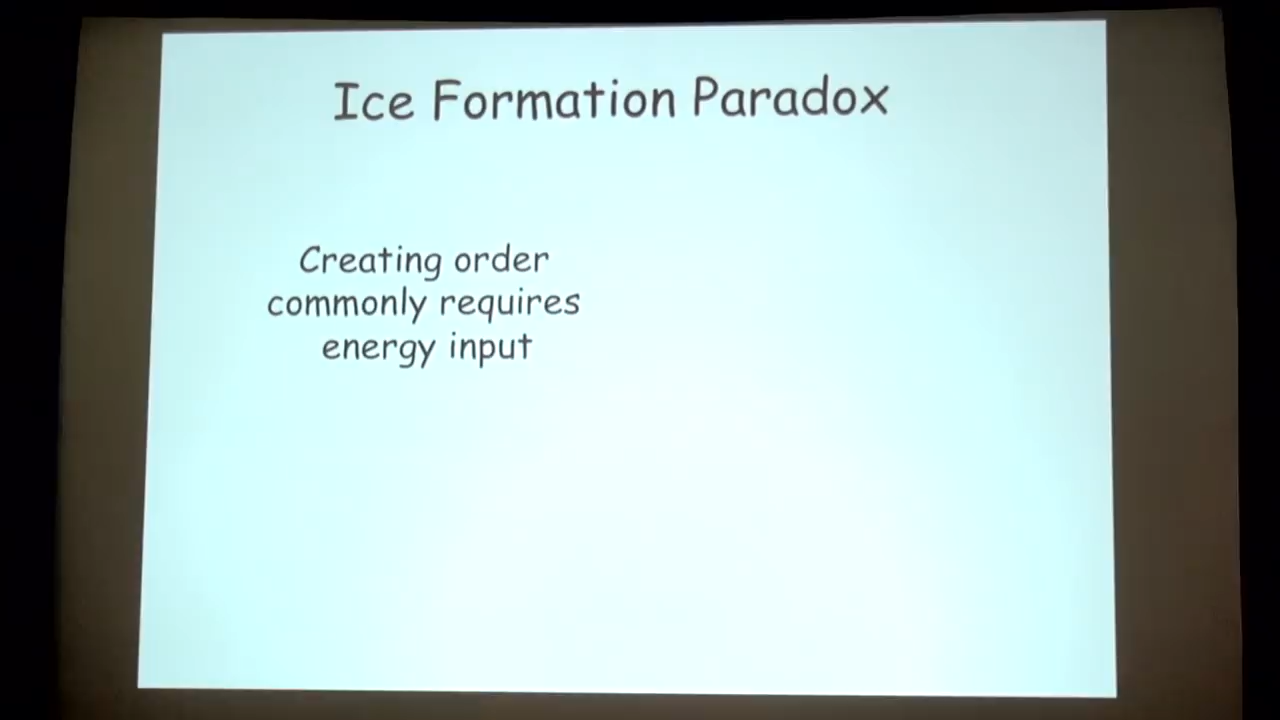 Ice Formation Paradox
Creating order
commonly requires
energy input